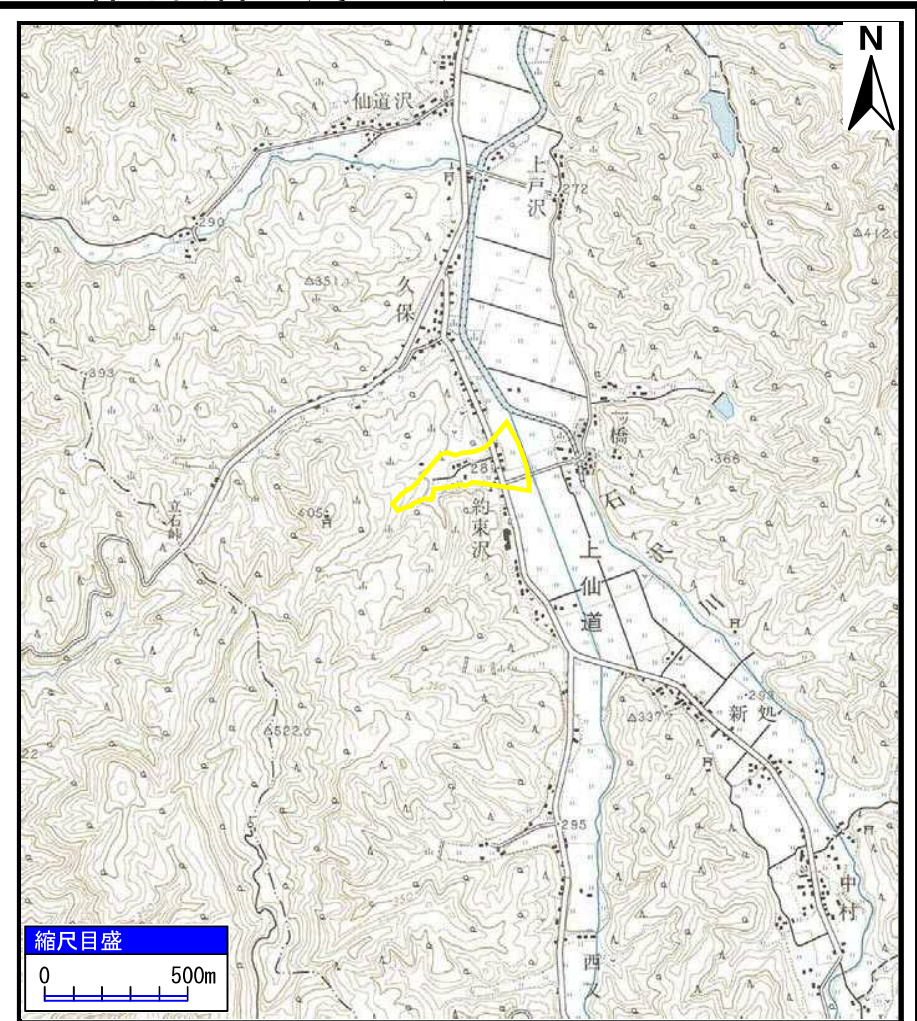 N
仙道沢
上戸沢
272
290
412
351
久保
393
一ツ橋
366
281
立石峠
約束沢
石沢川
上仙道
293
新処
337
522
295
中村
西
縮尺目盛
0 500m